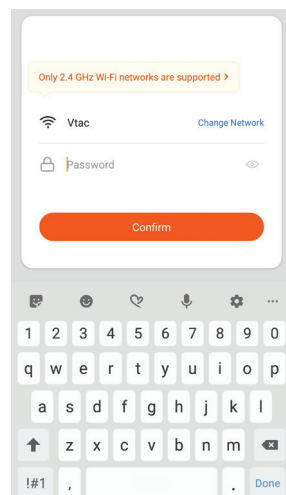 Only 2.4 GHz Wi-Fi networks are supported >
Vtac Change Network
Password
Confirm
1 2 3 4 5 6 7 8 9 0
q w e r t y u i o p
a s d f g h j k l
z x c v b n m
!#1 , . Done